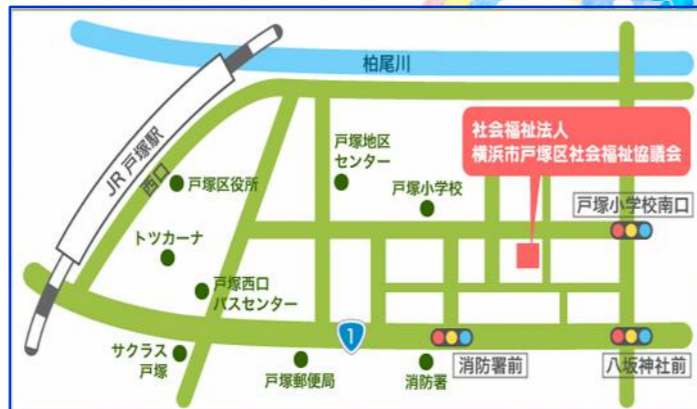 柏尾川
JR 戸塚駅
西口
社会福祉法人
横浜市戸塚区社会福祉協議会
戸塚地区
センター
戸塚区役所
戸塚小学校
戸塚小学校南口
トツカーナ
戸塚西口
バスセンター
1
サクラス
戸塚
戸塚郵便局
消防署
消防署前
八坂神社前